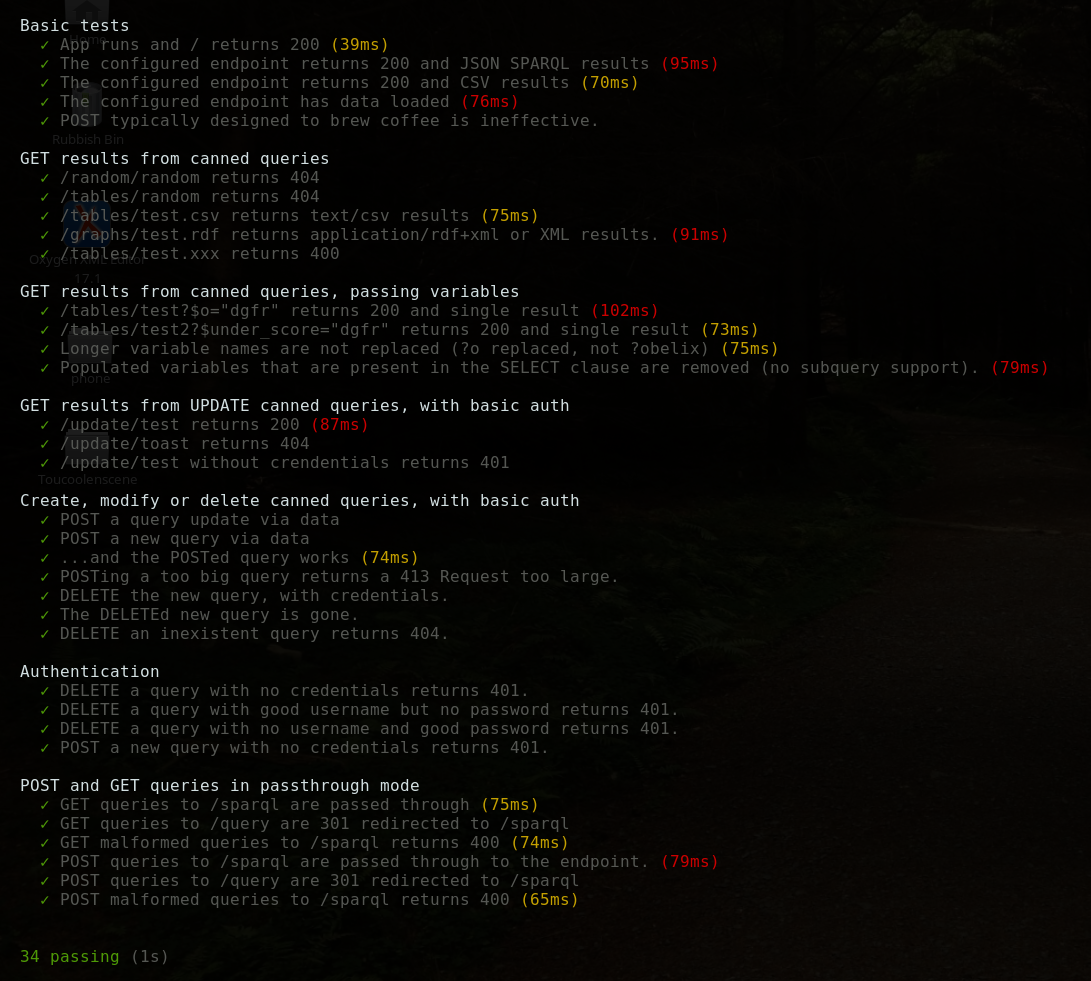 Basic tests
✓ App runs and / returns 200 (39ms)
✓ The configured endpoint returns 200 and JSON SPARQL results (95ms)
✓ The configured endpoint returns 200 and CSV results (70ms)
✓ The configured endpoint has data loaded (76ms)
✓ POST typically designed to brew coffee is ineffective.
GET results from canned queries
✓ /random/random returns 404
✓ /tables/random returns 404
✓ /tables/test.csv returns text/csv results (75ms)
✓ /graphs/test.rdf returns application/rdf+xml or XML results. (91ms)
✓ /tables/test.xxx returns 400
GET results from canned queries, passing variables
✓ /tables/test?$o="dgfr" returns 200 and single result (102ms)
✓ /tables/test2?$under_score="dgfr" returns 200 and single result (73ms)
✓ Longer variable names are not replaced (?o replaced, not ?obelix) (75ms)
✓ Populated variables that are present in the SELECT clause are removed (no subquery support). (79ms)
GET results from UPDATE canned queries, with basic auth
✓ /update/test returns 200 (87ms)
✓ /update/toast returns 404
✓ /update/test without crendentials returns 401
Create, modify or delete canned queries, with basic auth
✓ POST a query update via data
✓ POST a new query via data
✓ ...and the POSTed query works (74ms)
✓ POSTing a too big query returns a 413 Request too large.
✓ DELETE the new query, with credentials.
✓ The DELETEd new query is gone.
✓ DELETE an inexistent query returns 404.
Authentication
✓ DELETE a query with no credentials returns 401.
✓ DELETE a query with good username but no password returns 401.
✓ DELETE a query with no username and good password returns 401.
✓ POST a new query with no credentials returns 401.
POST and GET queries in passthrough mode
✓ GET queries to /sparql are passed through (75ms)
✓ GET queries to /query are 301 redirected to /sparql
✓ GET malformed queries to /sparql returns 400 (74ms)
✓ POST queries to /sparql are passed through to the endpoint. (79ms)
✓ POST queries to /query are 301 redirected to /sparql
✓ POST malformed queries to /sparql returns 400 (65ms)
34 passing (1s)
Home
Rubbish Bin
Oxygen XML Editor
17.1
phone
Toucoolenscene